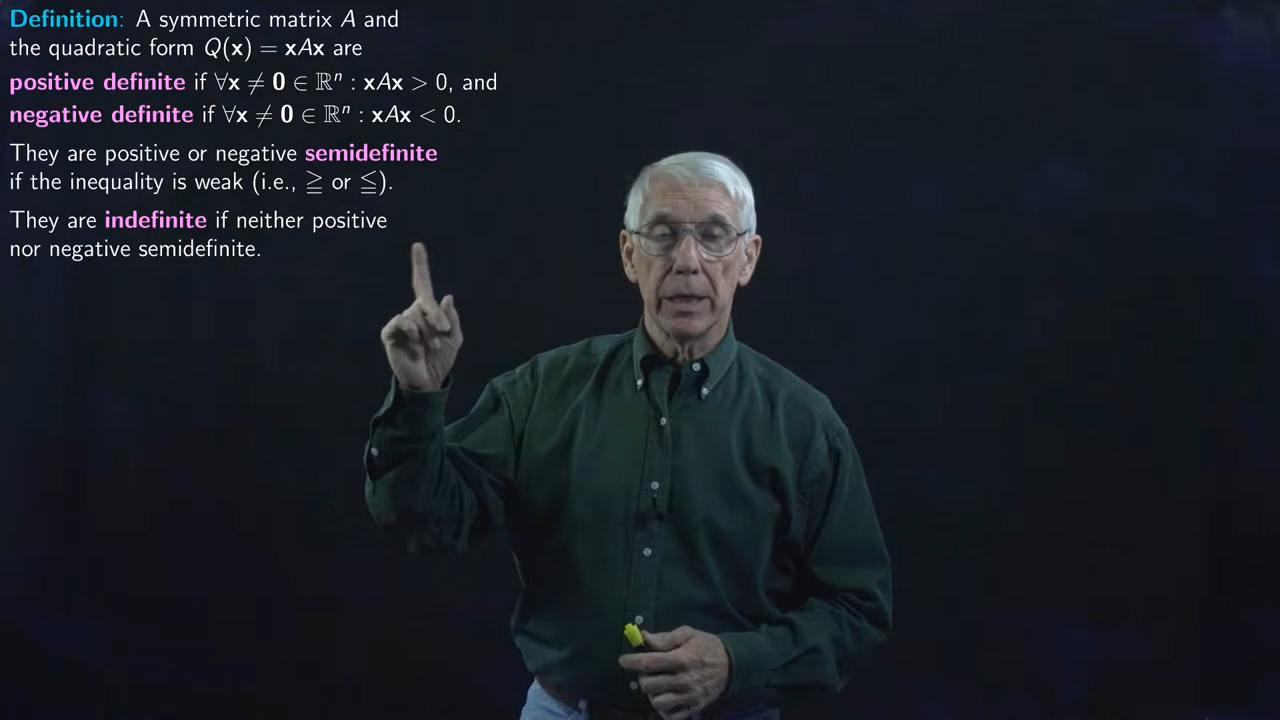 Definition: A symmetric matrix A and
the quadratic form Q(x) = xAx are
positive definite if ∀x ≠ 0 ∈ ℝⁿ : xAx > 0, and
negative definite if ∀x ≠ 0 ∈ ℝⁿ : xAx < 0.
They are positive or negative semidefinite
if the inequality is weak (i.e., ≧ or ≦).
They are indefinite if neither positive
nor negative semidefinite.